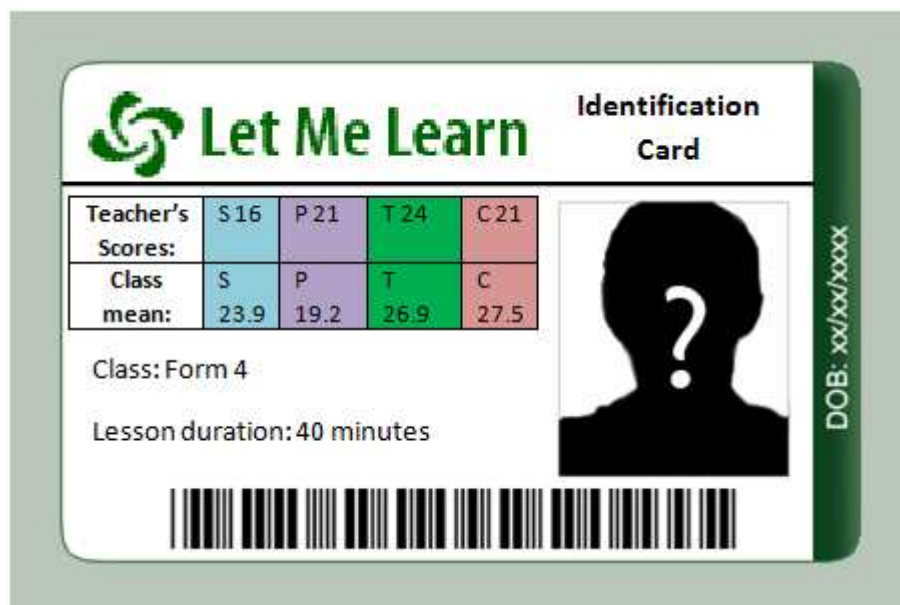 Let Me Learn
Identification
Card
Teacher's
Scores:
S 16
P 21
T 24
C 21
Class
mean:
S
23.9
P
19.2
T
26.9
C
27.5
?
Class: Form 4
Lesson duration: 40 minutes
DOB: xx/xx/xxxx